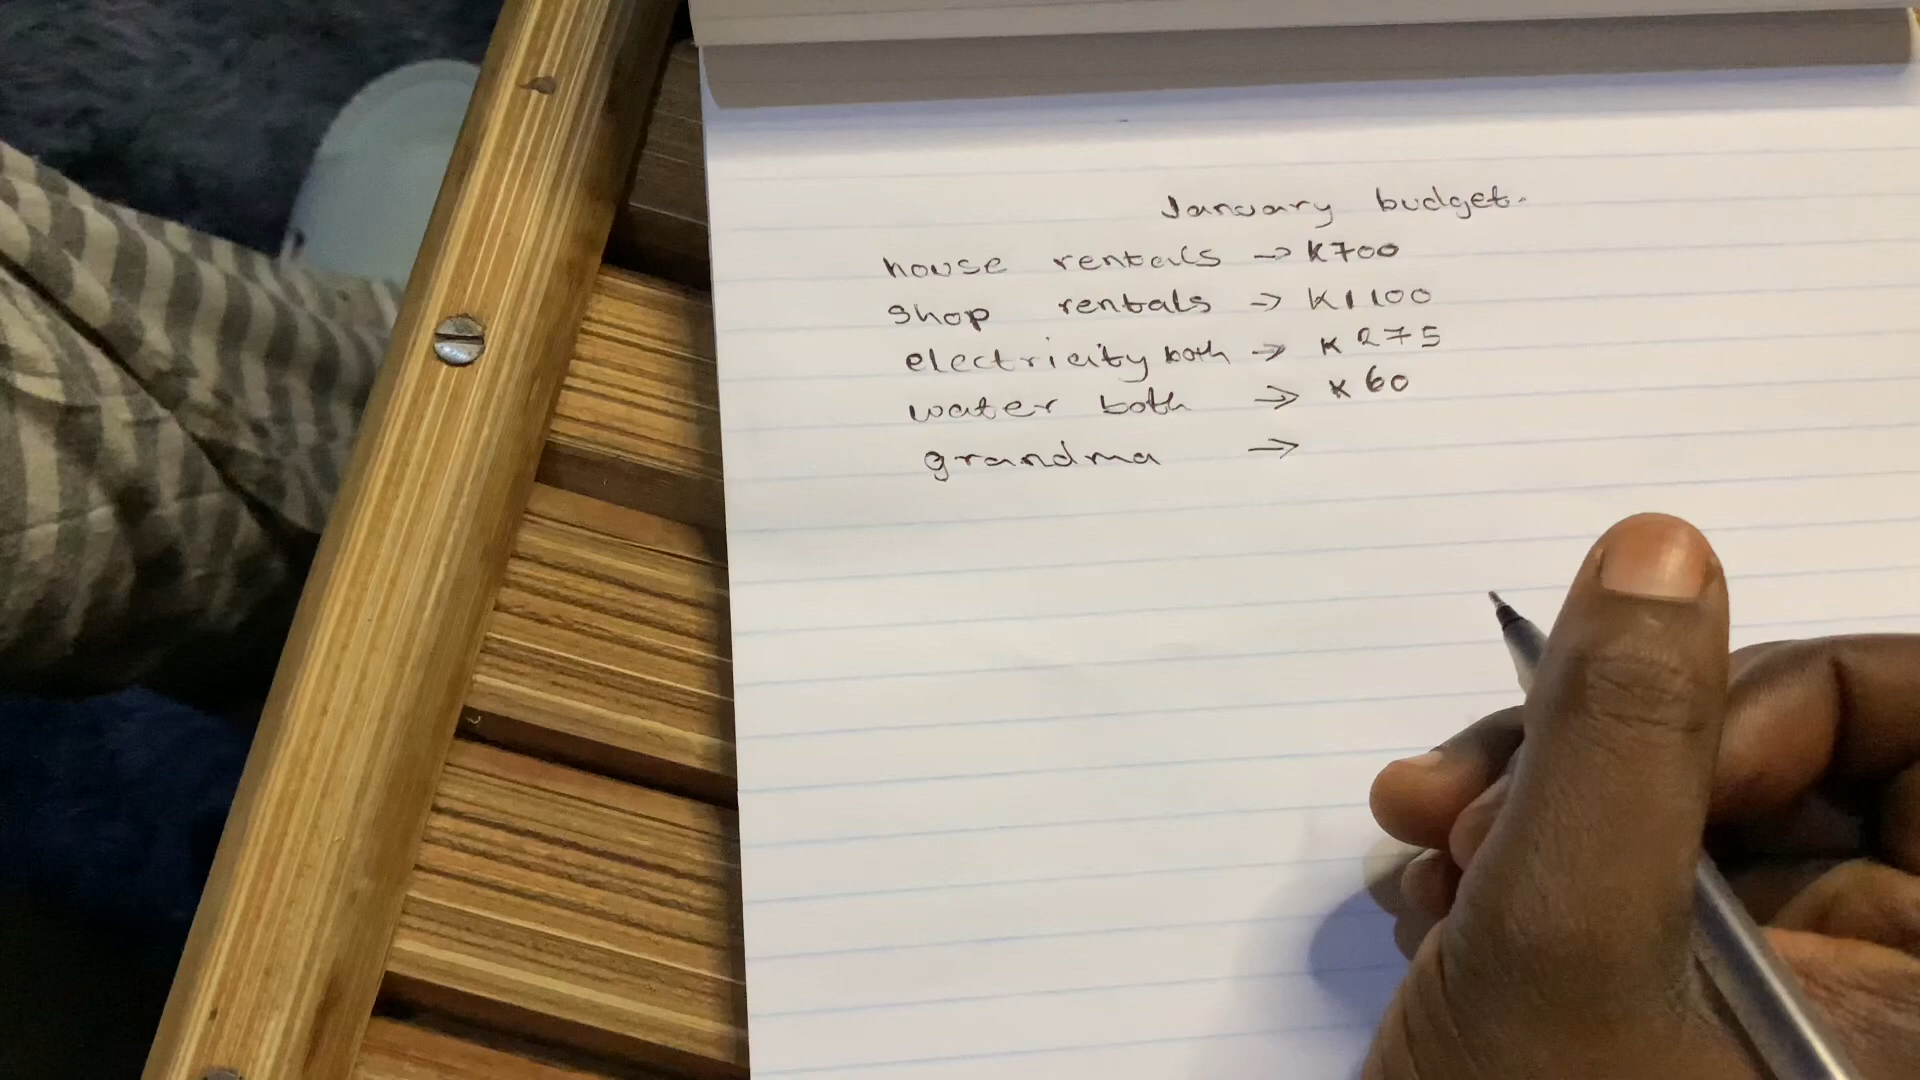 January budget.
house rentals → K700
shop rentals → K1100
electricity both → K275
water both → K60
grandma →